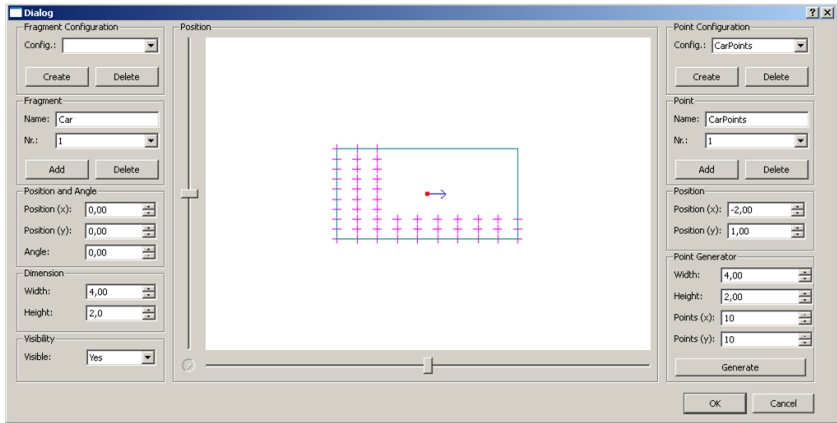 Dialog
Fragment Configuration
Config.:
Create Delete
Fragment
Name: Car
Nr.: 1
Add Delete
Position and Angle
Position (x): 0,00
Position (y): 0,00
Angle: 0,00
Dimension
Width: 4,00
Height: 2,0
Visibility
Visible: Yes
Position
Point Configuration
Config.: CarPoints
Create Delete
Point
Name: CarPoints
Nr.: 1
Add Delete
Position
Position (x): -2,00
Position (y): 1,00
Point Generator
Width: 4,00
Height: 2,00
Points (x): 10
Points (y): 10
Generate
OK Cancel